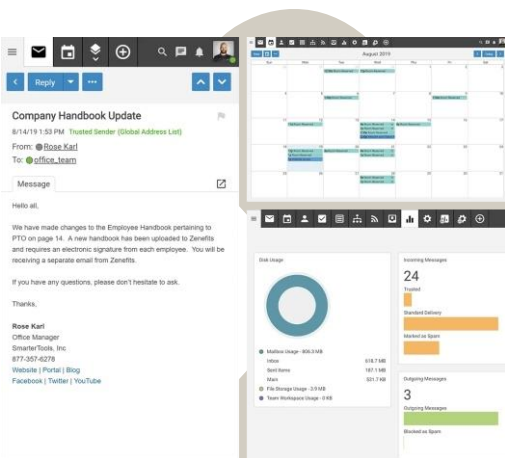 Reply
Company Handbook Update
8/14/19 1:53 PM Trusted Sender (Global Address List)
From: Rose Karl
To: office_team
Message
Hello all,
We have made changes to the Employee Handbook pertaining to
PTO on page 14. A new handbook has been uploaded to Zenefits
and requires an electronic signature from each employee. You will be
receiving a separate email from Zenefits.
If you have any questions, please don't hesitate to ask.
Thanks,
Rose Karl
Office Manager
SmarterTools, Inc
877-357-6278
Website | Portal | Blog
Facebook | Twitter | YouTube
August 2019
Disk Usage
Mailbox Usage - 806.0 MB
Inbox 618.7 MB
Sent Items 187.1 MB
Main 521.7 KB
File Storage Usage - 3.9 MB
Team Workspace Usage - 0 KB
Incoming Messages
24
Trusted
Standard Delivery
Marked as Spam
Outgoing Messages
3
Outgoing Messages
Blocked as Spam